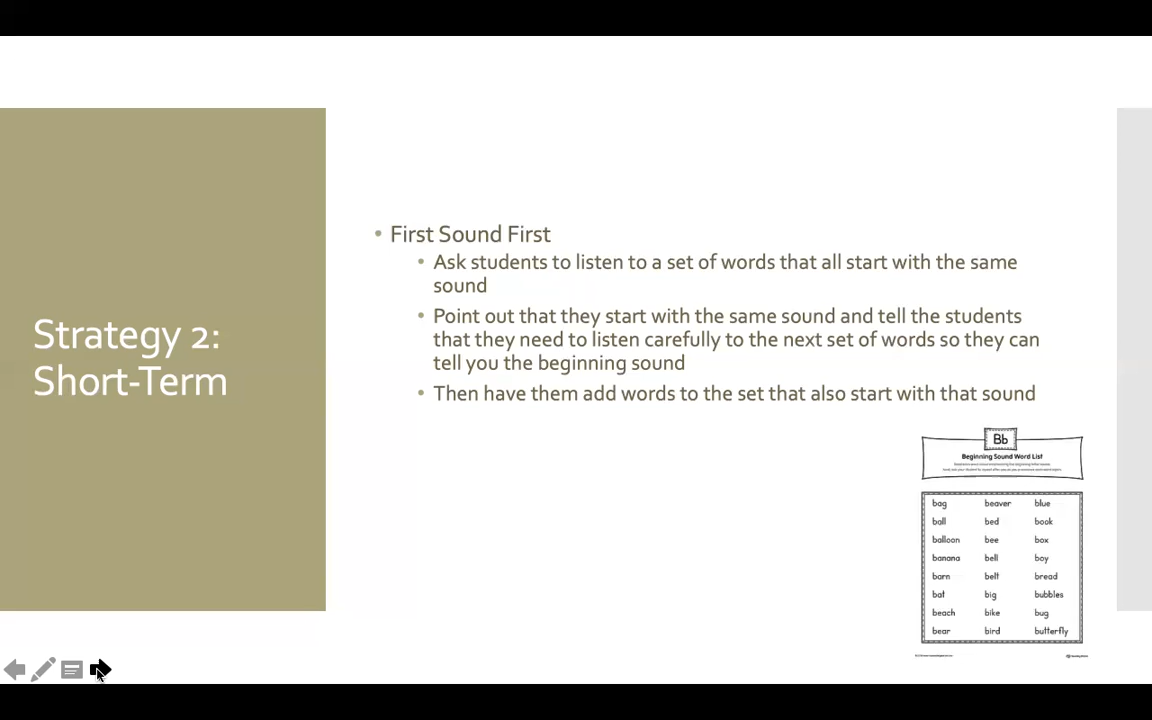 Strategy 2:
Short-Term
First Sound First
Ask students to listen to a set of words that all start with the same
sound
Point out that they start with the same sound and tell the students
that they need to listen carefully to the next set of words so they can
tell you the beginning sound
Then have them add words to the set that also start with that sound
Bb
Beginning Sound Word List
bag beaver blue
ball bed book
balloon bee box
banana bell boy
barn belt bread
bat big bubbles
beach bike bug
bear bird butterfly